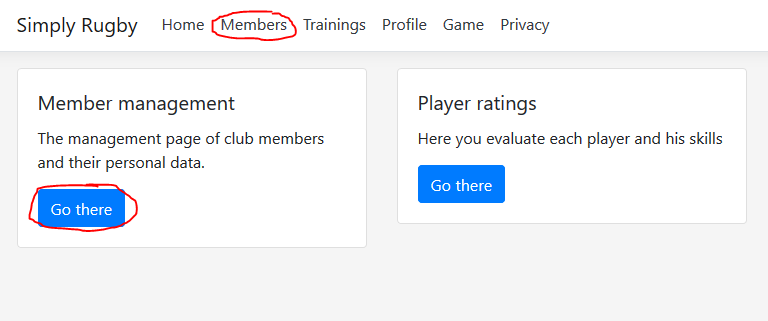 Simply Rugby Home Members Trainings Profile Game Privacy
Member management
The management page of club members
and their personal data.
Go there
Player ratings
Here you evaluate each player and his skills
Go there